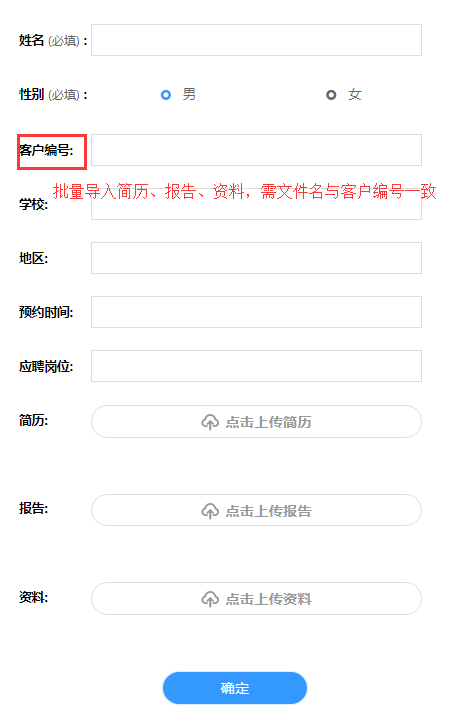 姓名 (必填) :
性别 (必填) : 男 女
客户编号:
批量导入简历、报告、资料，需文件名与客户编号一致
学校:
地区:
预约时间:
应聘岗位:
简历: 点击上传简历
报告: 点击上传报告
资料: 点击上传资料
确定